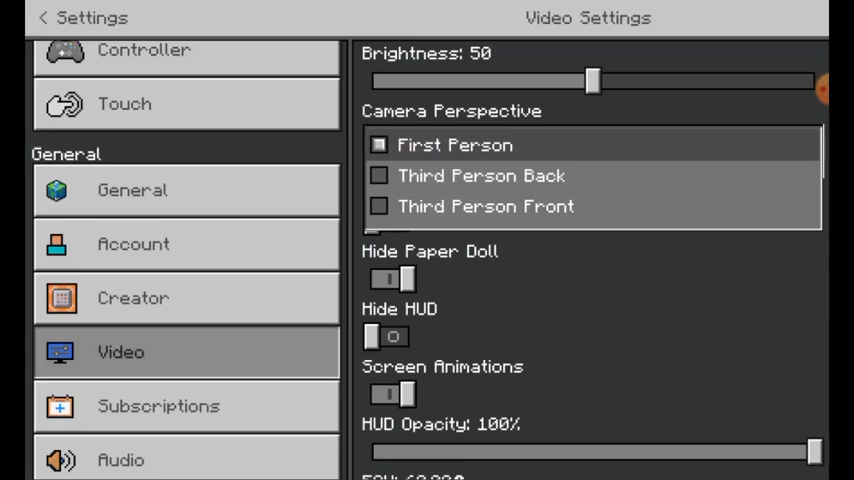 < Settings
Video Settings
Controller
Touch
General
General
Account
Creator
Video
Subscriptions
Audio
Brightness: 50
Camera Perspective
First Person
Third Person Back
Third Person Front
Hide Paper Doll
Hide HUD
Screen Animations
HUD Opacity: 100%